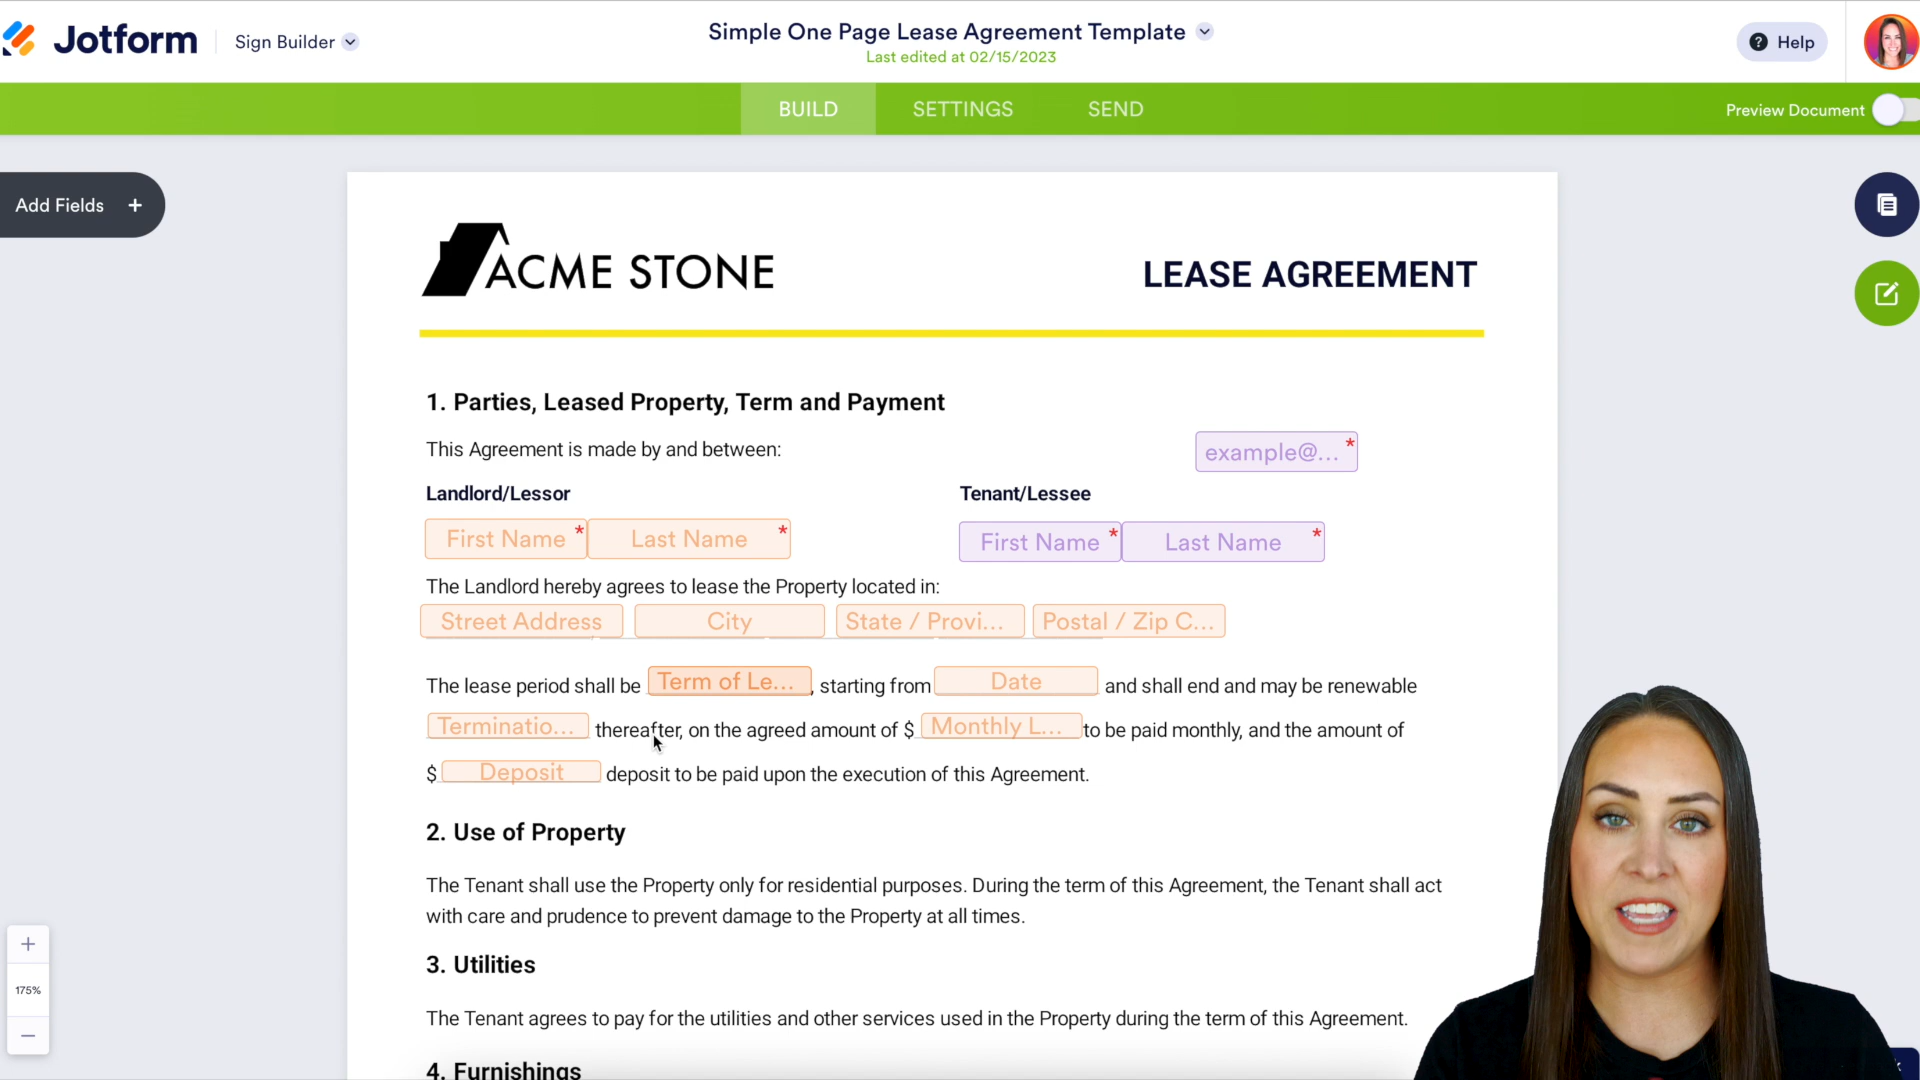 Jotform
Sign Builder
Simple One Page Lease Agreement Template
Last edited at 02/15/2023
? Help
BUILD SETTINGS SEND
Preview Document
Add Fields +
ACME STONE
LEASE AGREEMENT
1. Parties, Leased Property, Term and Payment
This Agreement is made by and between:
example@... *
Landlord/Lessor Tenant/Lessee
First Name * Last Name * First Name * Last Name *
The Landlord hereby agrees to lease the Property located in:
Street Address City State / Provi... Postal / Zip C...
The lease period shall be Term of Le... , starting from Date and shall end and may be renewable
Terminatio... thereafter, on the agreed amount of $ Monthly L... to be paid monthly, and the amount of
$ Deposit deposit to be paid upon the execution of this Agreement.
2. Use of Property
The Tenant shall use the Property only for residential purposes. During the term of this Agreement, the Tenant shall act
with care and prudence to prevent damage to the Property at all times.
3. Utilities
The Tenant agrees to pay for the utilities and other services used in the Property during the term of this Agreement.
4. Furnishings
+
175%
−